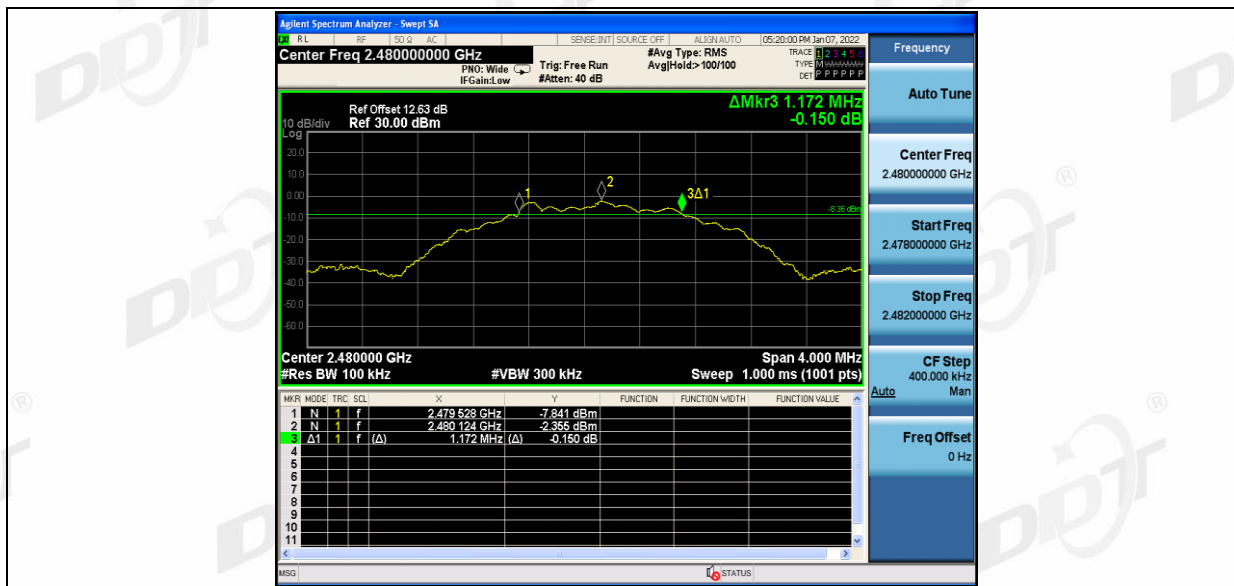 Agilent Spectrum Analyzer - Swept SA
RL RF 50 Ω AC SENSE:INT SOURCE OFF ALIGN AUTO 05:20:00 PM Jan 07, 2022
Center Freq 2.480000000 GHz
PNO: Wide
IFGain:Low
Trig: Free Run
#Atten: 40 dB
#Avg Type: RMS
Avg|Hold:>100/100
TRACE 1 2 3 4 5 6
TYPE M
DET P P P P P P
Frequency
Auto Tune
Center Freq
2.480000000 GHz
Start Freq
2.478000000 GHz
Stop Freq
2.482000000 GHz
CF Step
400.000 kHz
Auto Man
Freq Offset
0 Hz
ΔMkr3 1.172 MHz
-0.150 dB
Ref Offset 12.63 dB
10 dB/div Ref 30.00 dBm
Log
20.0
10.0
0.00
-10.0
-20.0
-30.0
-40.0
-50.0
-60.0
1
2
3Δ1
-8.36 dBm
Center 2.480000 GHz Span 4.000 MHz
#Res BW 100 kHz #VBW 300 kHz Sweep 1.000 ms (1001 pts)
MKR MODE TRC SCL X Y FUNCTION FUNCTION WIDTH FUNCTION VALUE
1 N 1 f 2.479 528 GHz -7.841 dBm
2 N 1 f 2.480 124 GHz -2.355 dBm
3 Δ1 1 f (Δ) 1.172 MHz (Δ) -0.150 dB
4
5
6
7
8
9
10
11
MSG STATUS
DDT
®